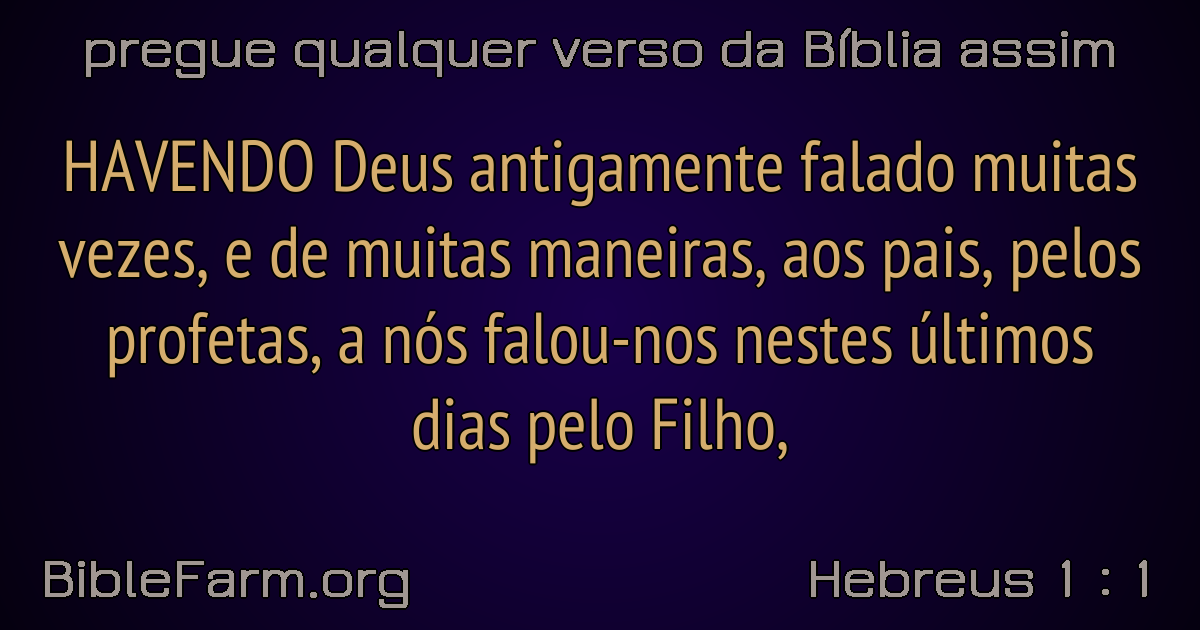 pregue qualquer verso da Bíblia assim
HAVENDO Deus antigamente falado muitas
vezes, e de muitas maneiras, aos pais, pelos
profetas, a nós falou-nos nestes últimos
dias pelo Filho,
BibleFarm.org
Hebreus 1 : 1